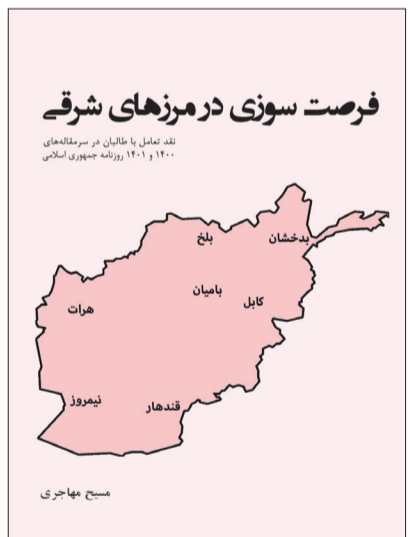 فرصت سوزی در مرزهای شرقی
نقد تعامل با طالبان در سرمقاله‌های
۱۴۰۰ و ۱۴۰۱ روزنامه جمهوری اسلامی
بدخشان
بلخ
بامیان
کابل
هرات
نیمروز
قندهار
مسیح مهاجری